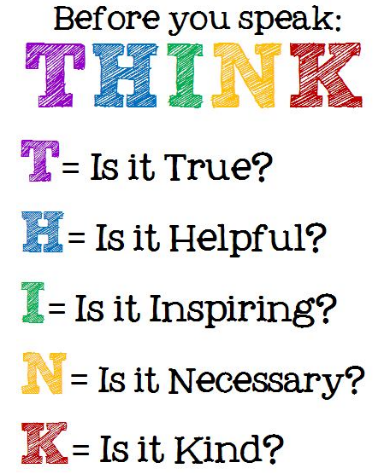 Before you speak:
THINK
T= Is it True?
H= Is it Helpful?
I= Is it Inspiring?
N= Is it Necessary?
K= Is it Kind?